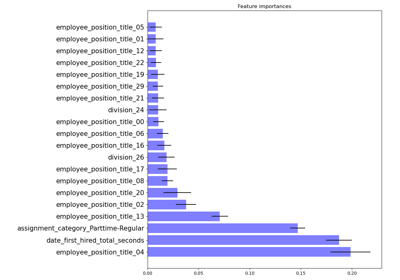 Feature importances
employee_position_title_05
employee_position_title_01
employee_position_title_12
employee_position_title_22
employee_position_title_19
employee_position_title_29
employee_position_title_21
division_24
employee_position_title_00
employee_position_title_06
employee_position_title_16
division_26
employee_position_title_17
employee_position_title_08
employee_position_title_20
employee_position_title_02
employee_position_title_13
assignment_category_Parttime-Regular
date_first_hired_total_seconds
employee_position_title_04
0.00 0.05 0.10 0.15 0.20